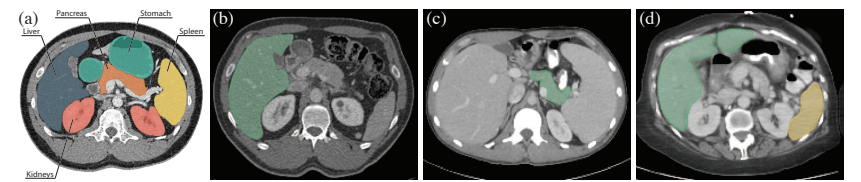 (a)
Pancreas
Stomach
Liver
Spleen
Kidneys
(b)
(c)
(d)